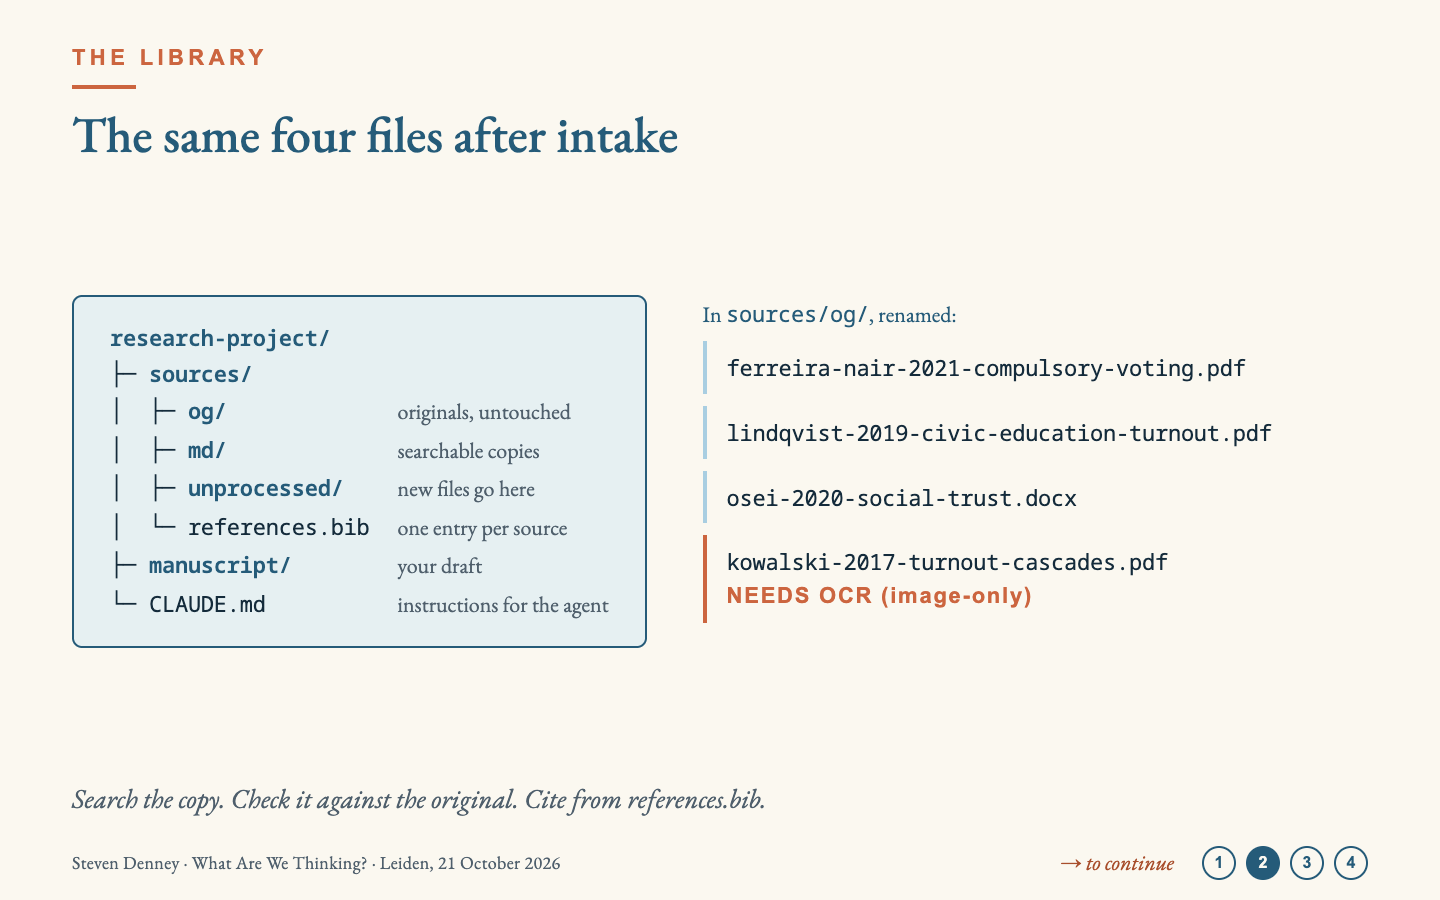 THE LIBRARY
The same four files after intake
research-project/
├─ sources/
│  ├─ og/ originals, untouched
│  ├─ md/ searchable copies
│  ├─ unprocessed/ new files go here
│  └─ references.bib one entry per source
├─ manuscript/ your draft
└─ CLAUDE.md instructions for the agent
In sources/og/, renamed:
ferreira-nair-2021-compulsory-voting.pdf
lindqvist-2019-civic-education-turnout.pdf
osei-2020-social-trust.docx
kowalski-2017-turnout-cascades.pdf
NEEDS OCR (image-only)
Search the copy. Check it against the original. Cite from references.bib.
Steven Denney · What Are We Thinking? · Leiden, 21 October 2026
→ to continue 1 2 3 4